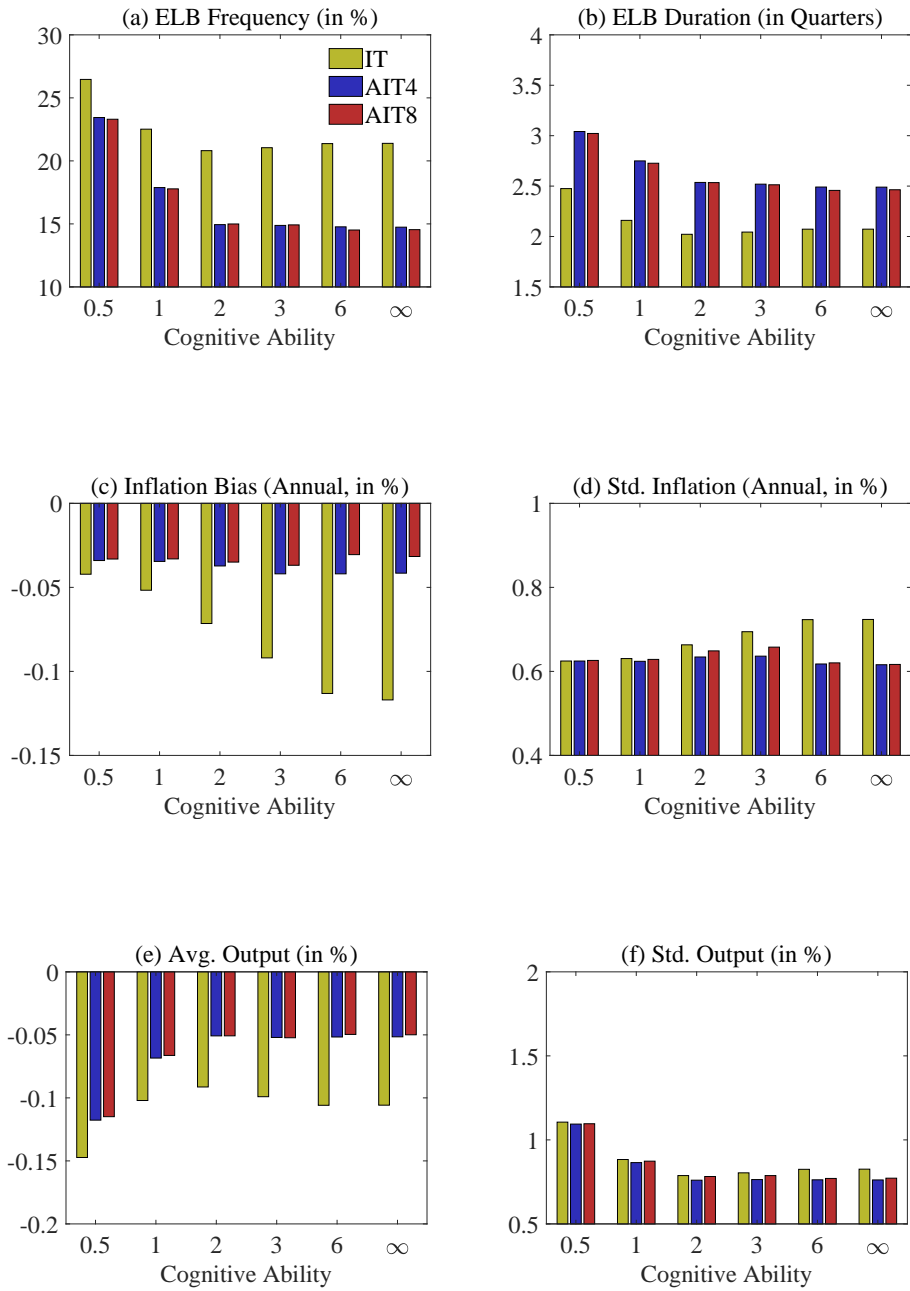 (a) ELB Frequency (in %)
30
25
20
15
10
IT
AIT4
AIT8
0.5 1 2 3 6 ∞
Cognitive Ability
(b) ELB Duration (in Quarters)
4
3.5
3
2.5
2
1.5
0.5 1 2 3 6 ∞
Cognitive Ability
(c) Inflation Bias (Annual, in %)
0
-0.05
-0.1
-0.15
0.5 1 2 3 6 ∞
Cognitive Ability
(d) Std. Inflation (Annual, in %)
1
0.8
0.6
0.4
0.5 1 2 3 6 ∞
Cognitive Ability
(e) Avg. Output (in %)
0
-0.05
-0.1
-0.15
-0.2
0.5 1 2 3 6 ∞
Cognitive Ability
(f) Std. Output (in %)
2
1.5
1
0.5
0.5 1 2 3 6 ∞
Cognitive Ability